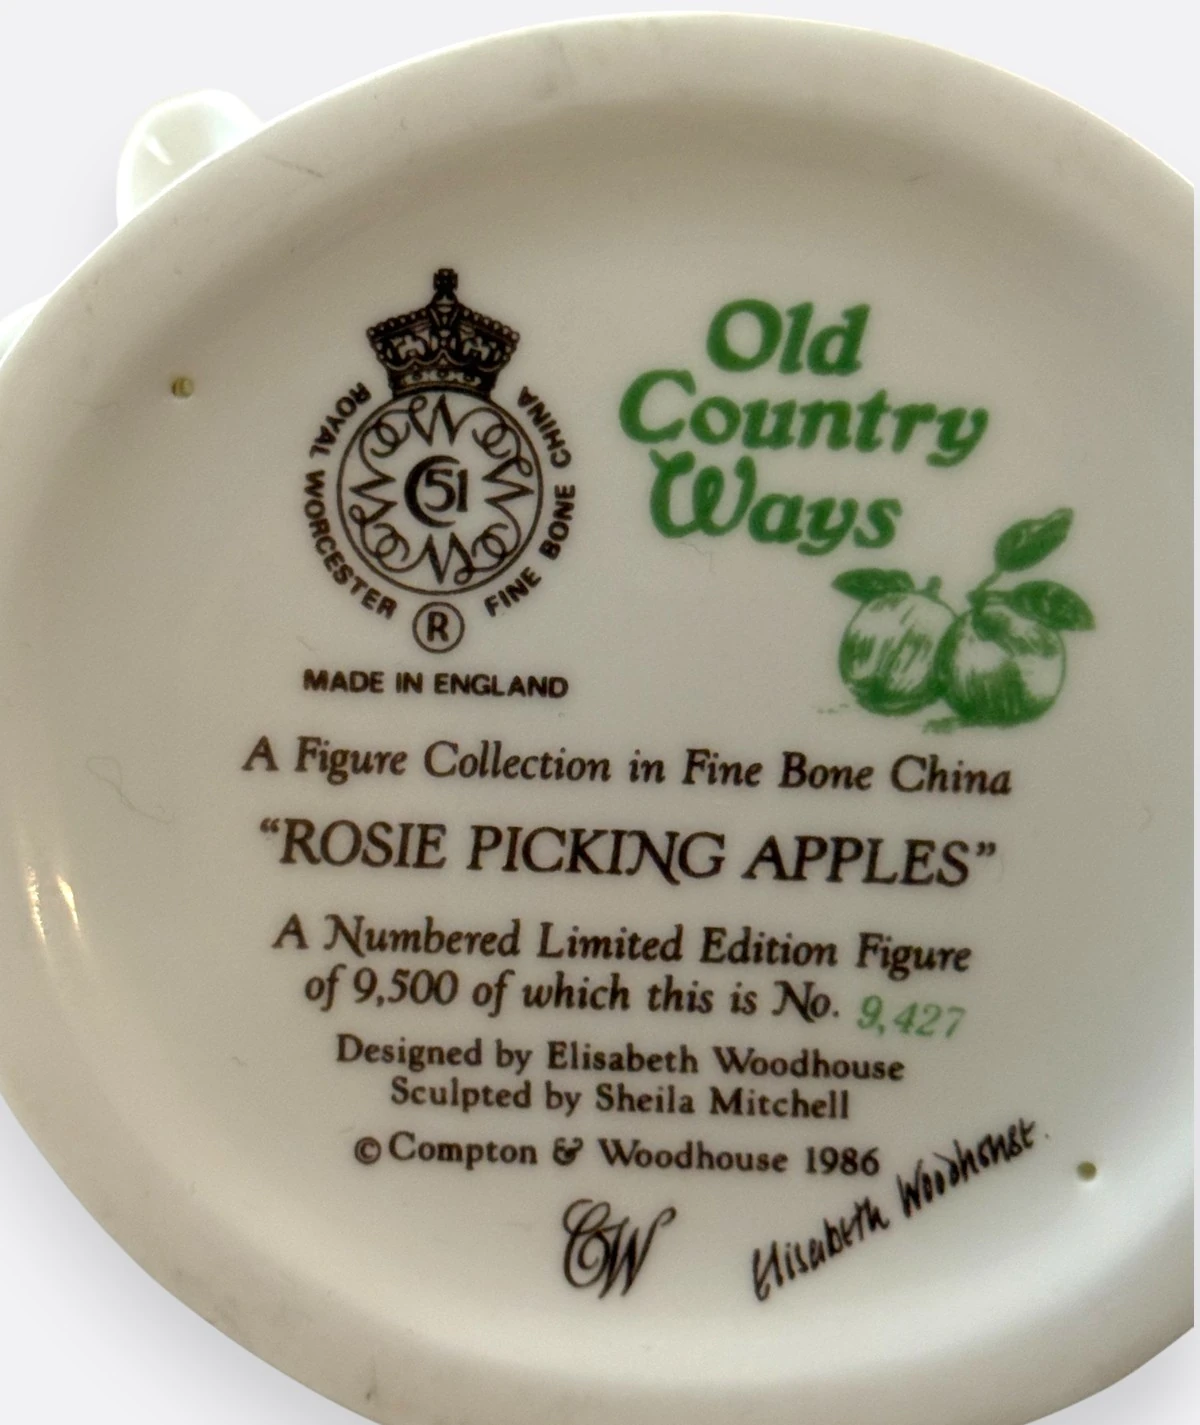 ROYAL WORCESTER FINE BONE CHINA
51
®
MADE IN ENGLAND
Old
Country
Ways
A Figure Collection in Fine Bone China
“ROSIE PICKING APPLES”
A Numbered Limited Edition Figure
of 9,500 of which this is No. 9,427
Designed by Elisabeth Woodhouse
Sculpted by Sheila Mitchell
© Compton & Woodhouse 1986
CW
Elisabeth Woodhouse.